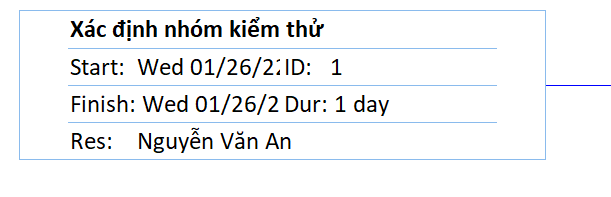 Xác định nhóm kiểm thử
Start: Wed 01/26/22 ID: 1
Finish: Wed 01/26/2 Dur: 1 day
Res: Nguyễn Văn An